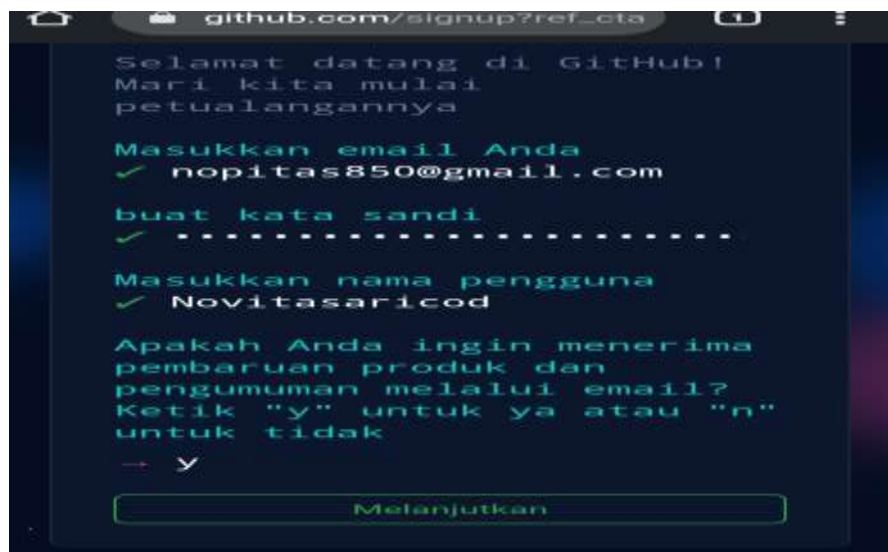 github.com/signup?ref_cta
1
Selamat datang di GitHub!
Mari kita mulai
petualangannya
Masukkan email Anda
nopitas850@gmail.com
buat kata sandi
Masukkan nama pengguna
Novitasaricod
Apakah Anda ingin menerima
pembaruan produk dan
pengumuman melalui email?
Ketik "y" untuk ya atau "n"
untuk tidak
→ y
Melanjutkan